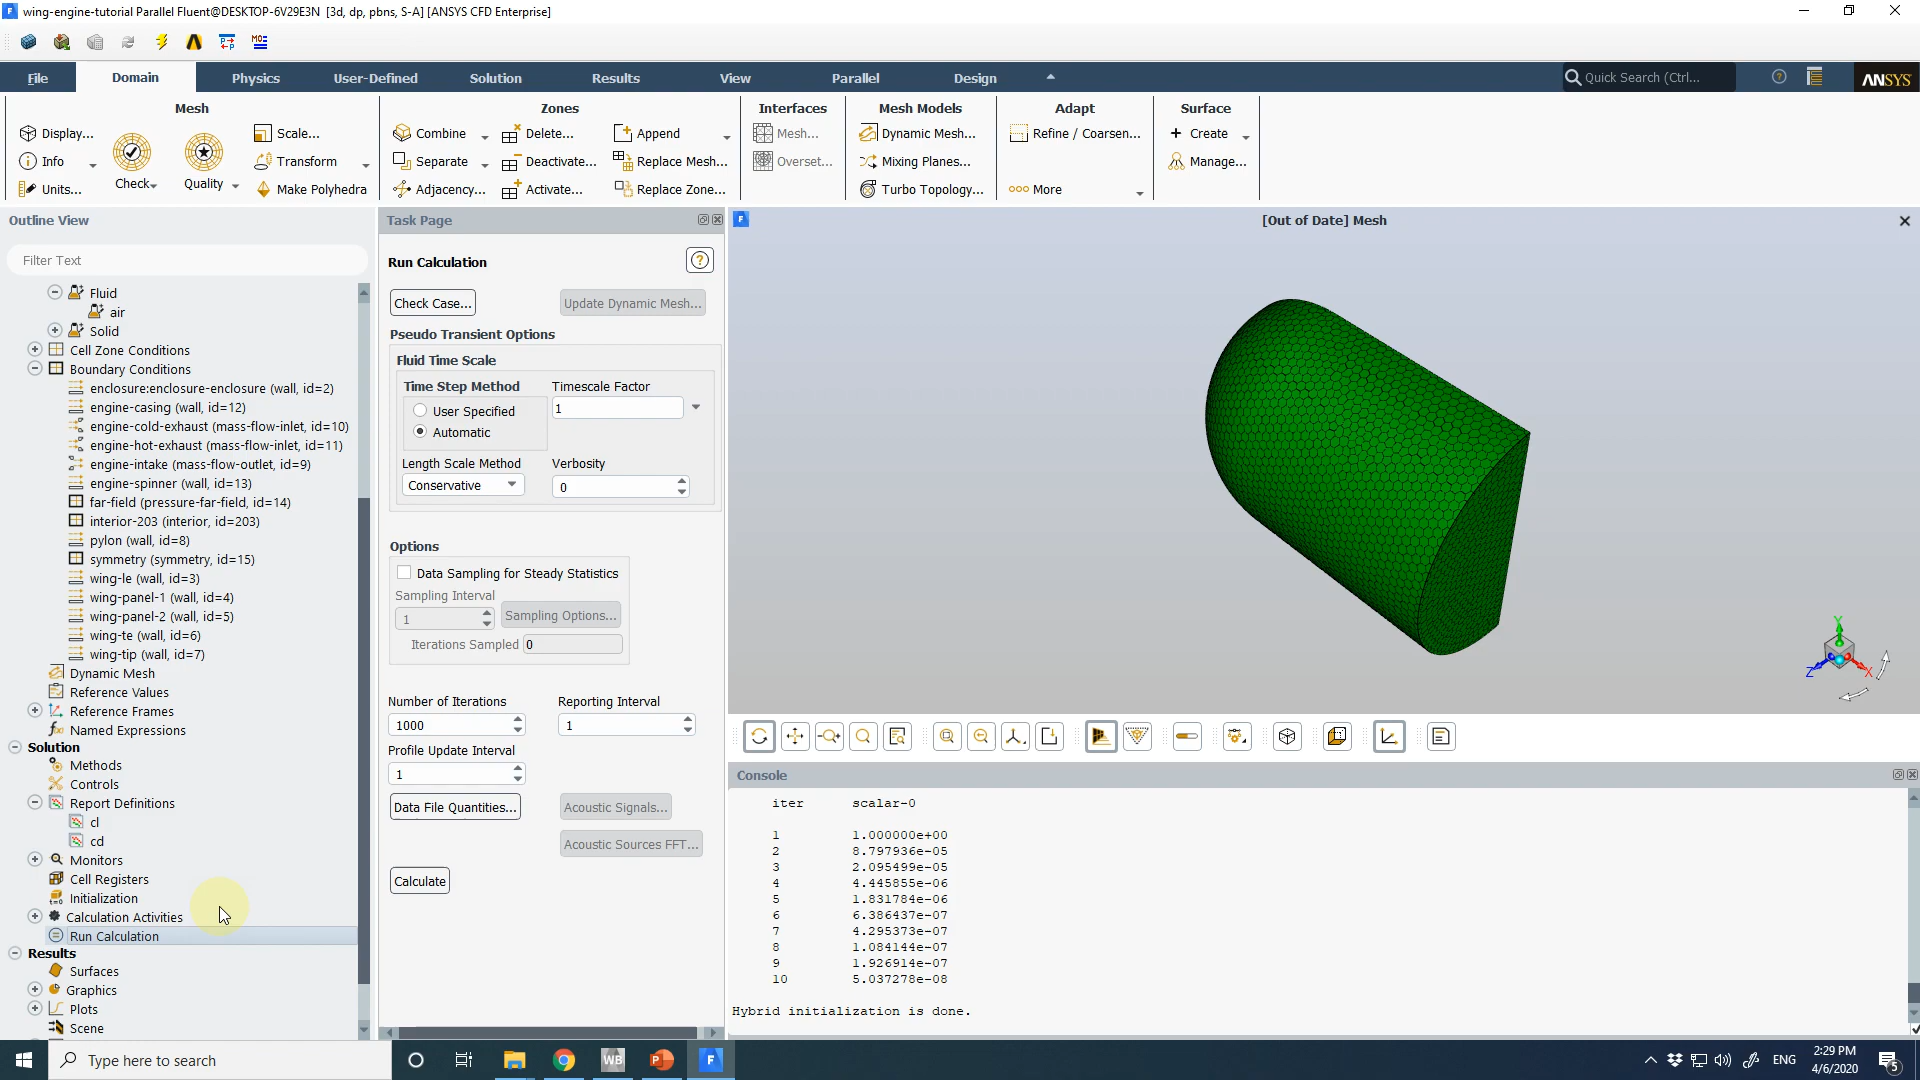 wing-engine-tutorial Parallel Fluent@DESKTOP-6V29E3N [3d, dp, pbns, S-A] [ANSYS CFD Enterprise]
File Domain Physics User-Defined Solution Results View Parallel Design Quick Search (Ctrl... ANSYS
Mesh
Display...
Info
Units...
Check
Quality
Scale...
Transform
Make Polyhedra
Zones
Combine
Separate
Adjacency...
Delete...
Deactivate...
Activate...
Append
Replace Mesh...
Replace Zone...
Interfaces
Mesh...
Overset...
Mesh Models
Dynamic Mesh...
Mixing Planes...
Turbo Topology...
Adapt
Refine / Coarsen...
More
Surface
Create
Manage...
Outline View
Filter Text
Fluid
air
Solid
Cell Zone Conditions
Boundary Conditions
enclosure:enclosure-enclosure (wall, id=2)
engine-casing (wall, id=12)
engine-cold-exhaust (mass-flow-inlet, id=10)
engine-hot-exhaust (mass-flow-inlet, id=11)
engine-intake (mass-flow-outlet, id=9)
engine-spinner (wall, id=13)
far-field (pressure-far-field, id=14)
interior-203 (interior, id=203)
pylon (wall, id=8)
symmetry (symmetry, id=15)
wing-le (wall, id=3)
wing-panel-1 (wall, id=4)
wing-panel-2 (wall, id=5)
wing-te (wall, id=6)
wing-tip (wall, id=7)
Dynamic Mesh
Reference Values
Reference Frames
Named Expressions
Solution
Methods
Controls
Report Definitions
cl
cd
Monitors
Cell Registers
Initialization
Calculation Activities
Run Calculation
Results
Surfaces
Graphics
Plots
Scene
Task Page
Run Calculation
Check Case... Update Dynamic Mesh...
Pseudo Transient Options
Fluid Time Scale
Time Step Method Timescale Factor
User Specified 1
Automatic
Length Scale Method Verbosity
Conservative 0
Options
Data Sampling for Steady Statistics
Sampling Interval
1 Sampling Options...
Iterations Sampled 0
Number of Iterations Reporting Interval
1000 1
Profile Update Interval
1
Data File Quantities... Acoustic Signals...
Acoustic Sources FFT...
Calculate
[Out of Date] Mesh
Y
Z X
Console
iter scalar-0
1 1.000000e+00
2 8.797936e-05
3 2.095499e-05
4 4.445855e-06
5 1.831784e-06
6 6.386437e-07
7 4.295373e-07
8 1.084144e-07
9 1.926914e-07
10 5.037278e-08
Hybrid initialization is done.
Type here to search
WB
ENG
2:29 PM
4/6/2020
5